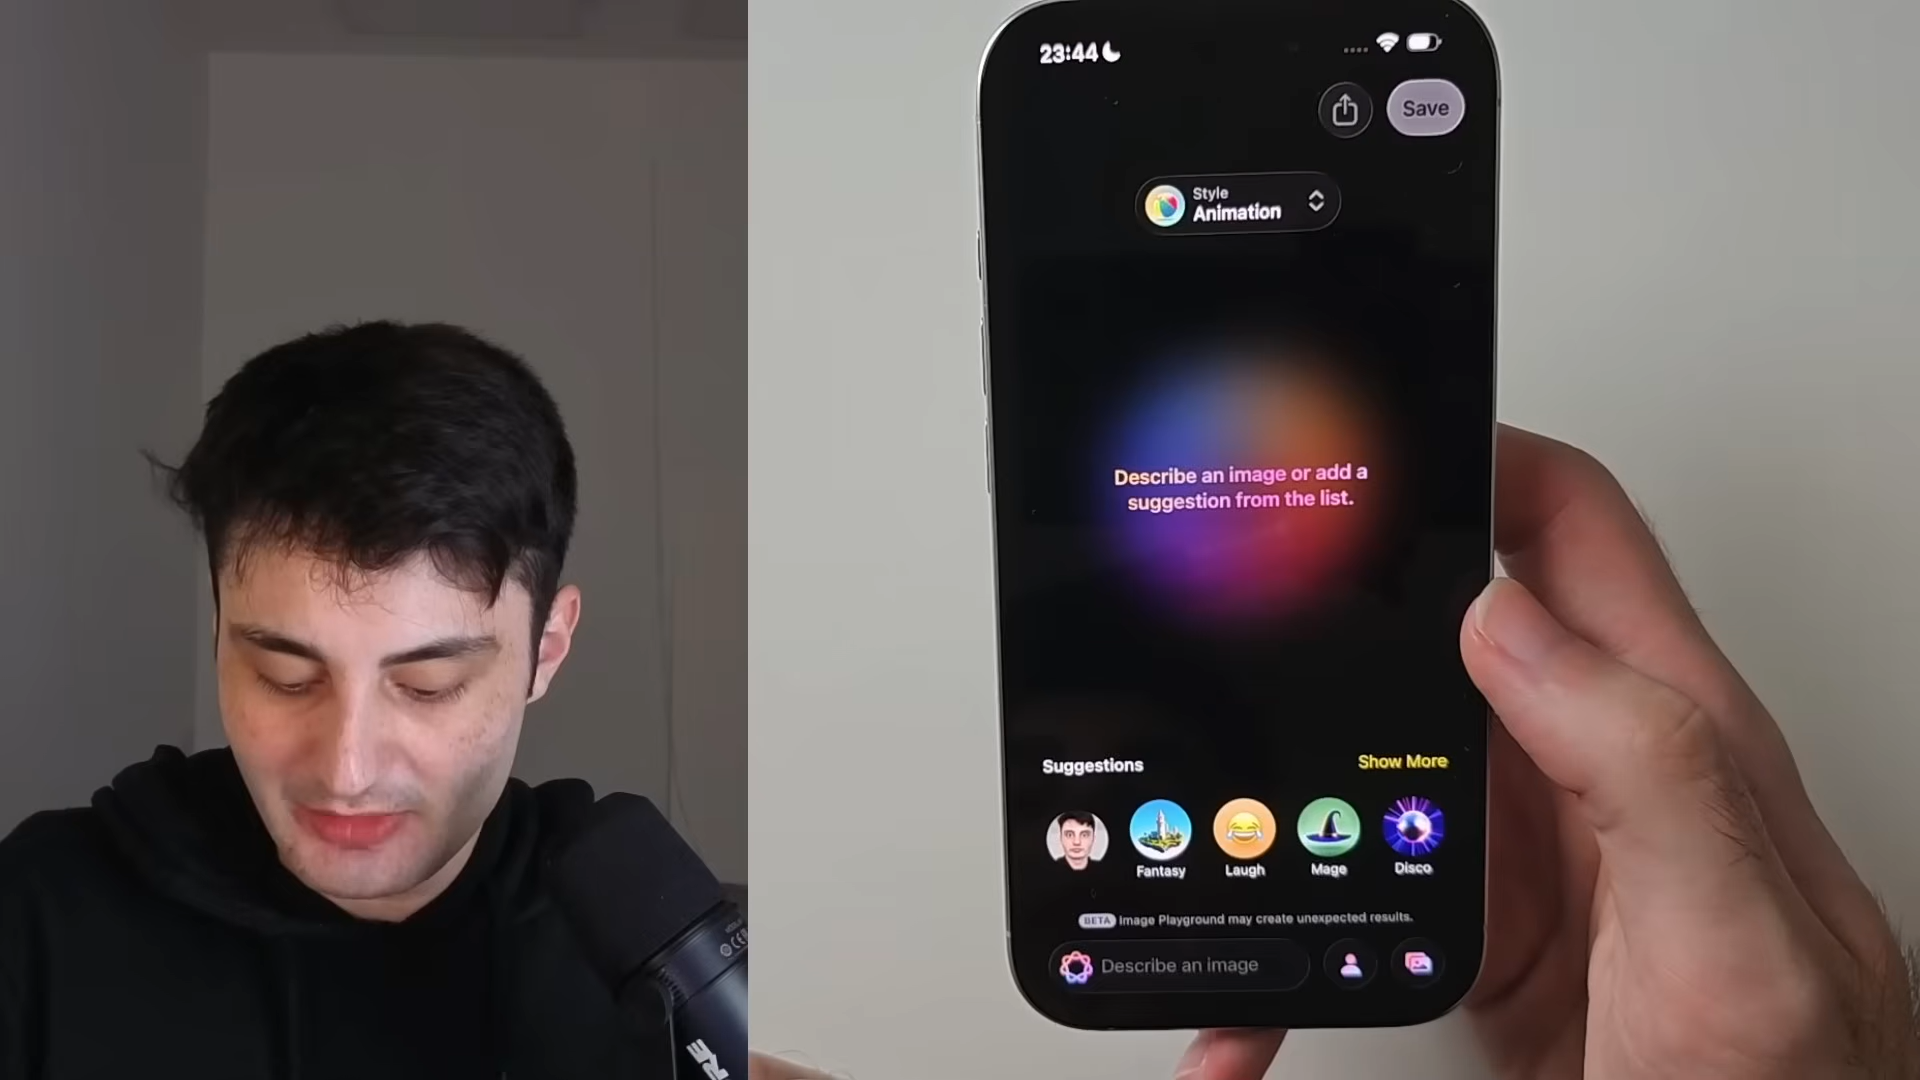 23:44
Save
Style
Animation
Describe an image or add a
suggestion from the list.
Suggestions
Show More
Fantasy
Laugh
Mage
Disco
BETA Image Playground may create unexpected results.
Describe an image
RE